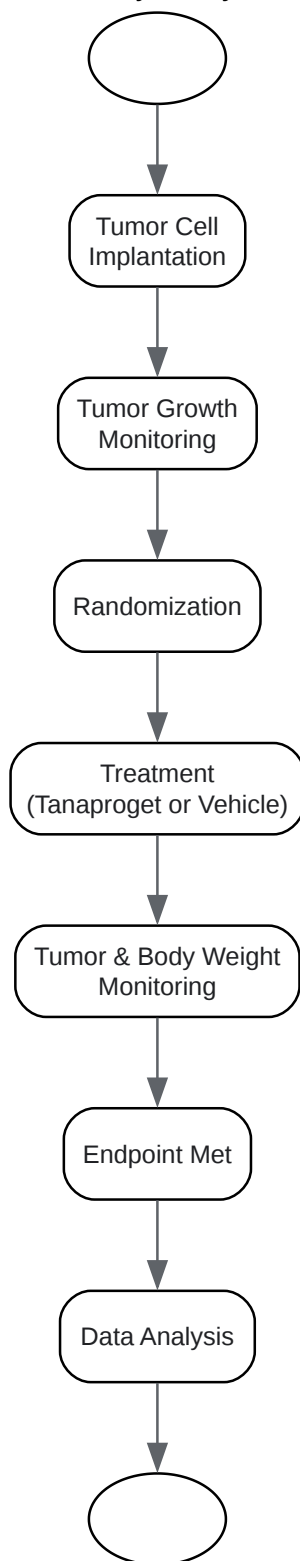 Tumor Cell
Implantation
Tumor Growth
Monitoring
Randomization
Treatment
(Tanaproget or Vehicle)
Tumor & Body Weight
Monitoring
Endpoint Met
Data Analysis